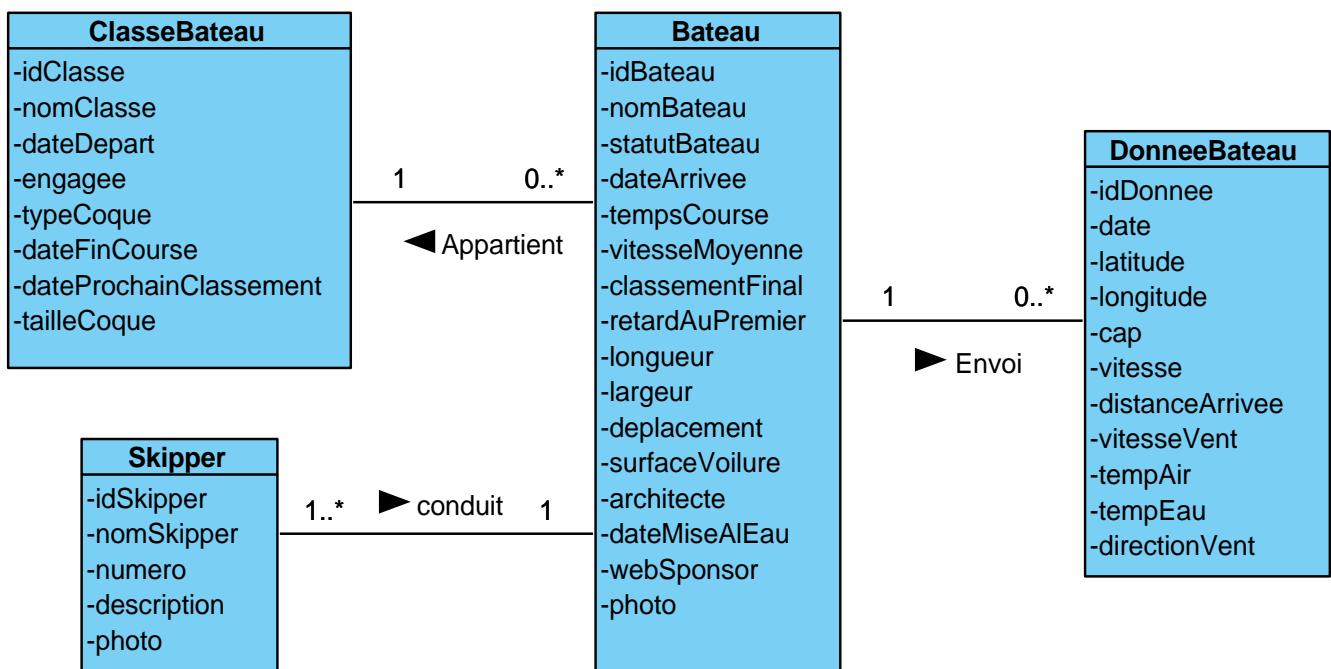 ClasseBateau
-idClasse
-nomClasse
-dateDepart
-engagee
-typeCoque
-dateFinCourse
-dateProchainClassement
-tailleCoque
1 0..*
Appartient
Bateau
-idBateau
-nomBateau
-statutBateau
-dateArrivee
-tempsCourse
-vitesseMoyenne
-classementFinal
-retardAuPremier
-longueur
-largeur
-deplacement
-surfaceVoilure
-architecte
-dateMiseAlEau
-webSponsor
-photo
1 0..*
Envoi
DonneeBateau
-idDonnee
-date
-latitude
-longitude
-cap
-vitesse
-distanceArrivee
-vitesseVent
-tempAir
-tempEau
-directionVent
Skipper
-idSkipper
-nomSkipper
-numero
-description
-photo
1..* conduit 1